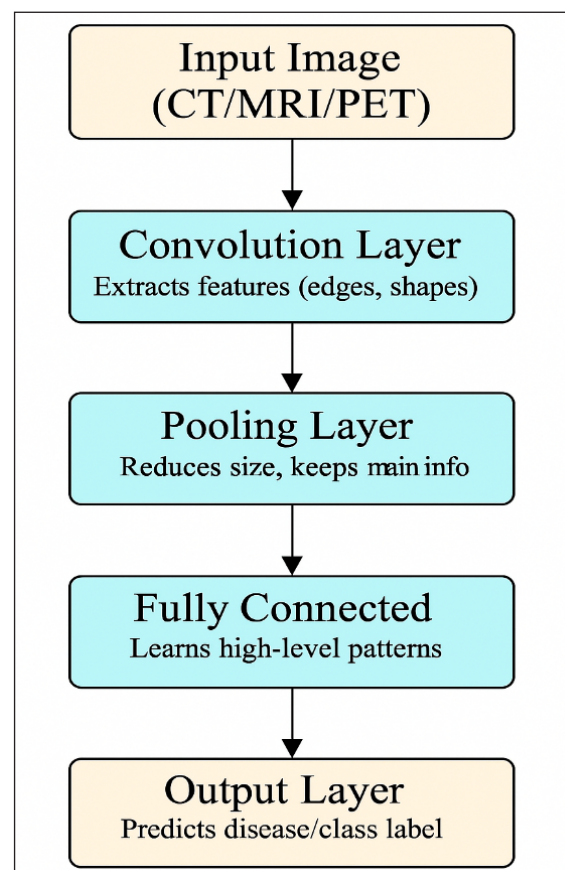 Input Image
(CT/MRI/PET)
Convolution Layer
Extracts features (edges, shapes)
Pooling Layer
Reduces size, keeps main info
Fully Connected
Learns high-level patterns
Output Layer
Predicts disease/class label